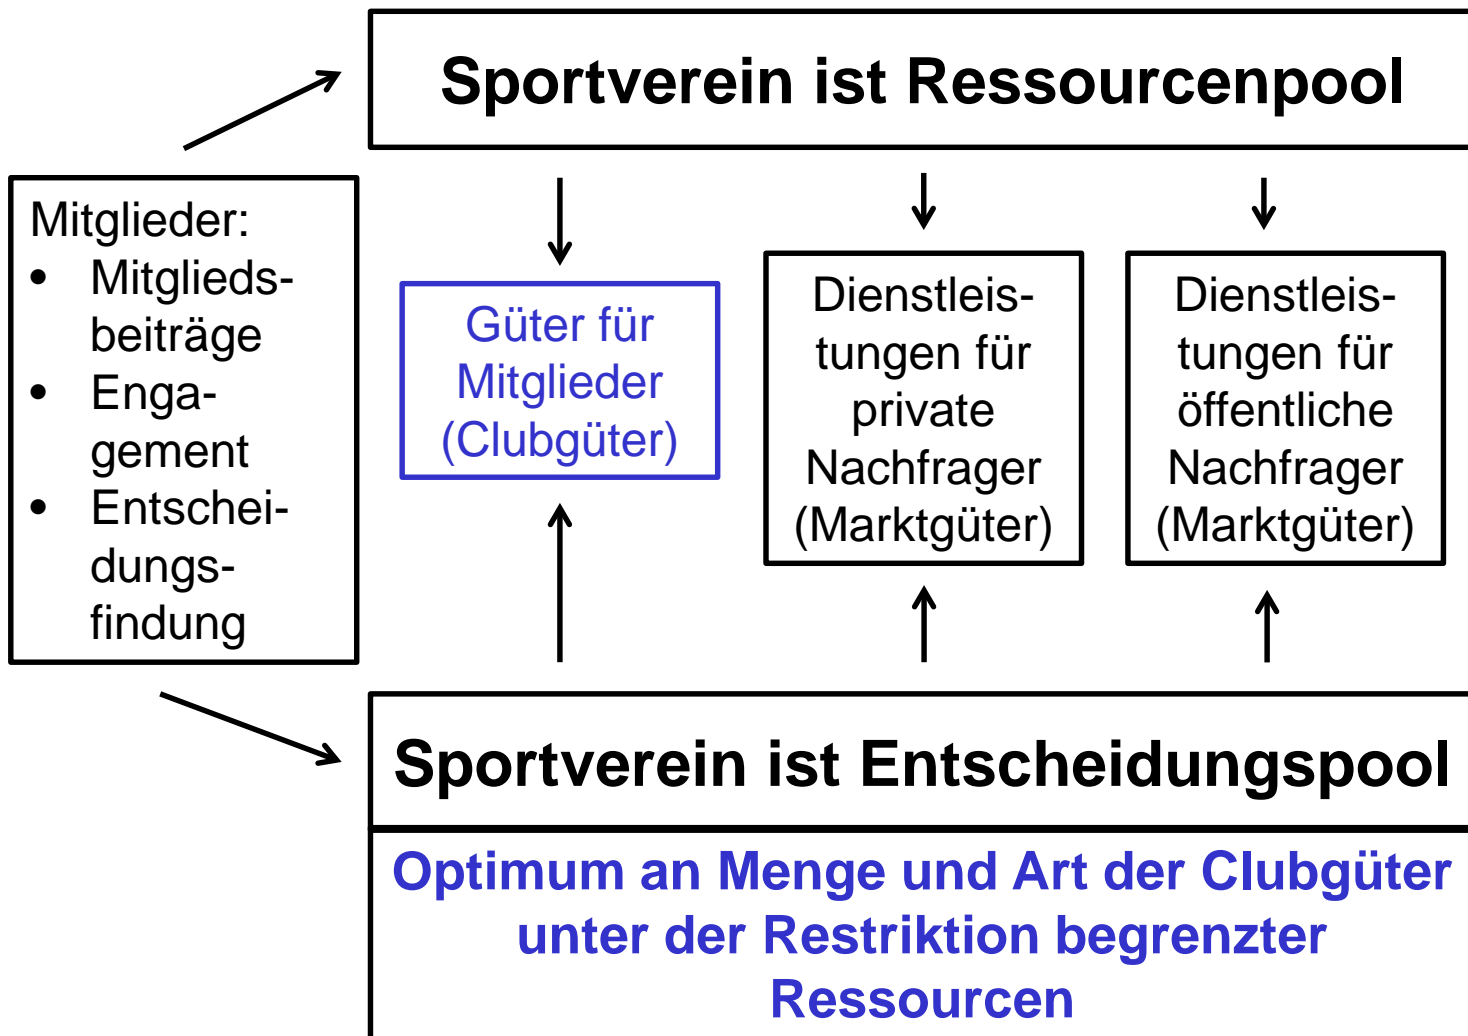 Sportverein ist Ressourcenpool
Mitglieder:
• Mitglieds-
beiträge
• Enga-
gement
• Entschei-
dungs-
findung
Güter für
Mitglieder
(Clubgüter)
Dienstleis-
tungen für
private
Nachfrager
(Marktgüter)
Dienstleis-
tungen für
öffentliche
Nachfrager
(Marktgüter)
Sportverein ist Entscheidungspool
Optimum an Menge und Art der Clubgüter
unter der Restriktion begrenzter
Ressourcen